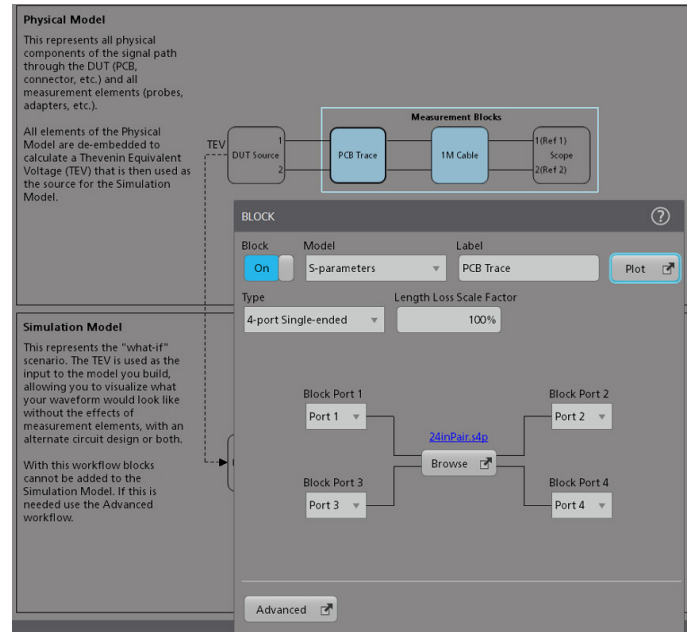 Physical Model
This represents all physical
components of the signal path
through the DUT (PCB,
connector, etc.) and all
measurement elements (probes,
adapters, etc.).
All elements of the Physical
Model are de-embedded to
calculate a Thevenin Equivalent
Voltage (TEV) that is then used as
the source for the Simulation
Model.
Measurement Blocks
TEV
DUT Source
1
2
PCB Trace
1M Cable
1(Ref 1)
Scope
2(Ref 2)
BLOCK
?
Block
Model
Label
On
S-parameters
PCB Trace
Plot
Type
Length Loss Scale Factor
4-port Single-ended
100%
Simulation Model
This represents the "what-if"
scenario. The TEV is used as the
input to the model you build,
allowing you to visualize what
your waveform would look like
without the effects of
measurement elements, with an
alternate circuit design or both.
With this workflow blocks
cannot be added to the
Simulation Model. If this is
needed use the Advanced
workflow.
Block Port 1
Block Port 2
Port 1
Port 2
24inPair.s4p
Browse
Block Port 3
Block Port 4
Port 3
Port 4
Advanced